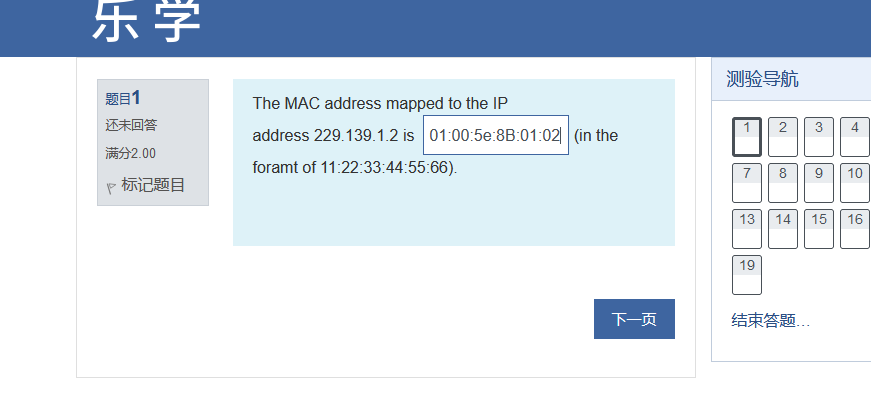 乐学
题目1
还未回答
满分2.00
标记题目
The MAC address mapped to the IP
address 229.139.1.2 is 01:00:5e:8B:01:02 (in the
foramt of 11:22:33:44:55:66).
下一页
测验导航
1 2 3 4
7 8 9 10
13 14 15 16
19
结束答题...